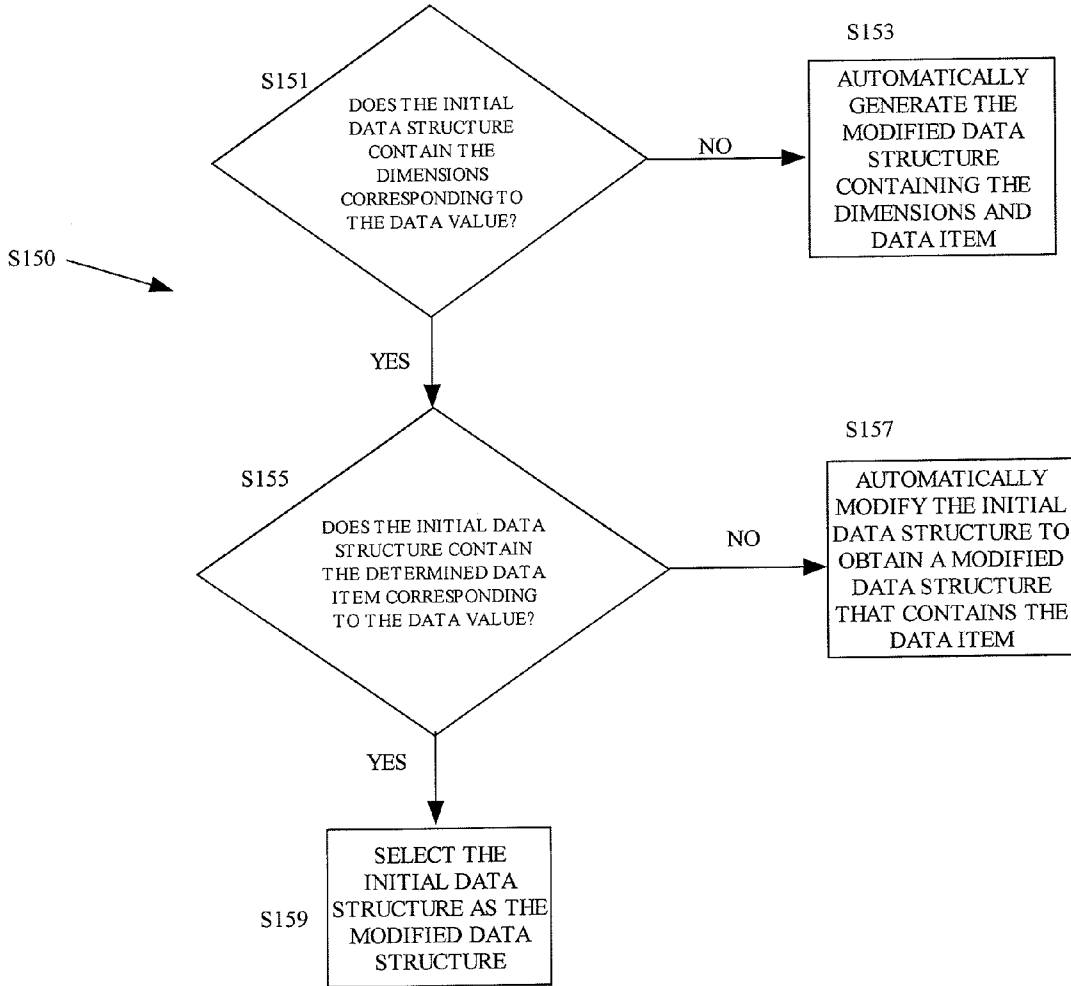 S151
DOES THE INITIAL
DATA STRUCTURE
CONTAIN THE
DIMENSIONS
CORRESPONDING TO
THE DATA VALUE?
NO
S153
AUTOMATICALLY
GENERATE THE
MODIFIED DATA
STRUCTURE
CONTAINING THE
DIMENSIONS AND
DATA ITEM
S150
YES
S155
DOES THE INITIAL DATA
STRUCTURE CONTAIN
THE DETERMINED DATA
ITEM CORRESPONDING
TO THE DATA VALUE?
NO
S157
AUTOMATICALLY
MODIFY THE INITIAL
DATA STRUCTURE TO
OBTAIN A MODIFIED
DATA STRUCTURE
THAT CONTAINS THE
DATA ITEM
YES
S159
SELECT THE
INITIAL DATA
STRUCTURE AS THE
MODIFIED DATA
STRUCTURE